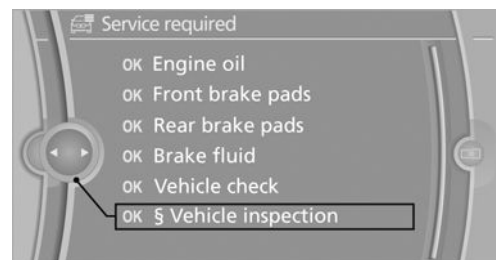 Service required
OK Engine oil
OK Front brake pads
OK Rear brake pads
OK Brake fluid
OK Vehicle check
OK § Vehicle inspection